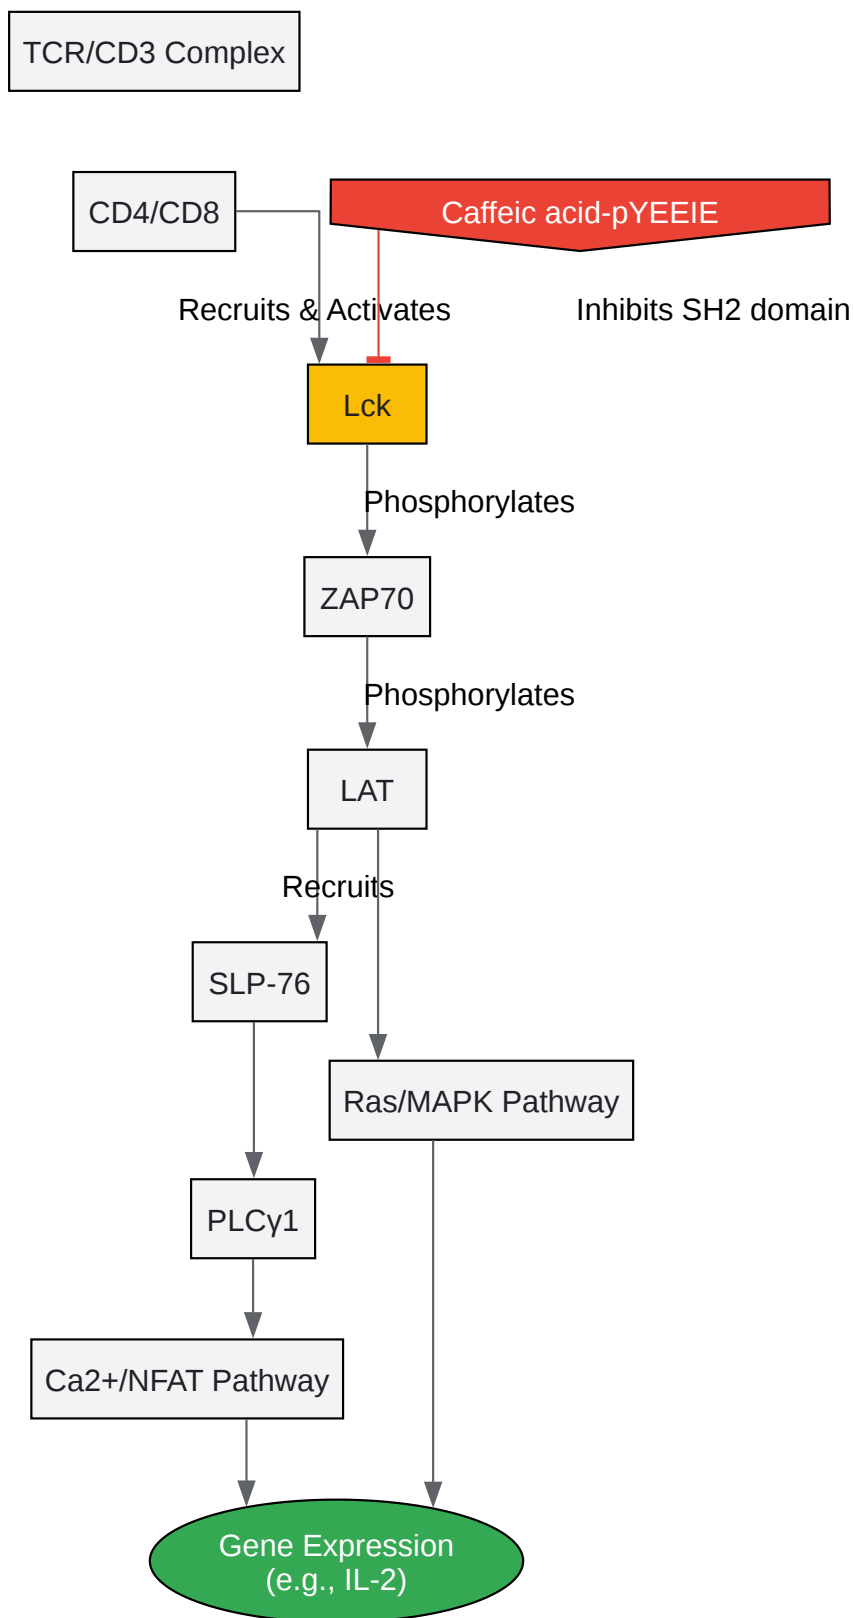 TCR/CD3 Complex
CD4/CD8
Caffeic acid-pYEEIE
Recruits & Activates
Inhibits SH2 domain
Lck
Phosphorylates
ZAP70
Phosphorylates
LAT
Recruits
SLP-76
Ras/MAPK Pathway
PLCγ1
Ca2+/NFAT Pathway
Gene Expression
(e.g., IL-2)